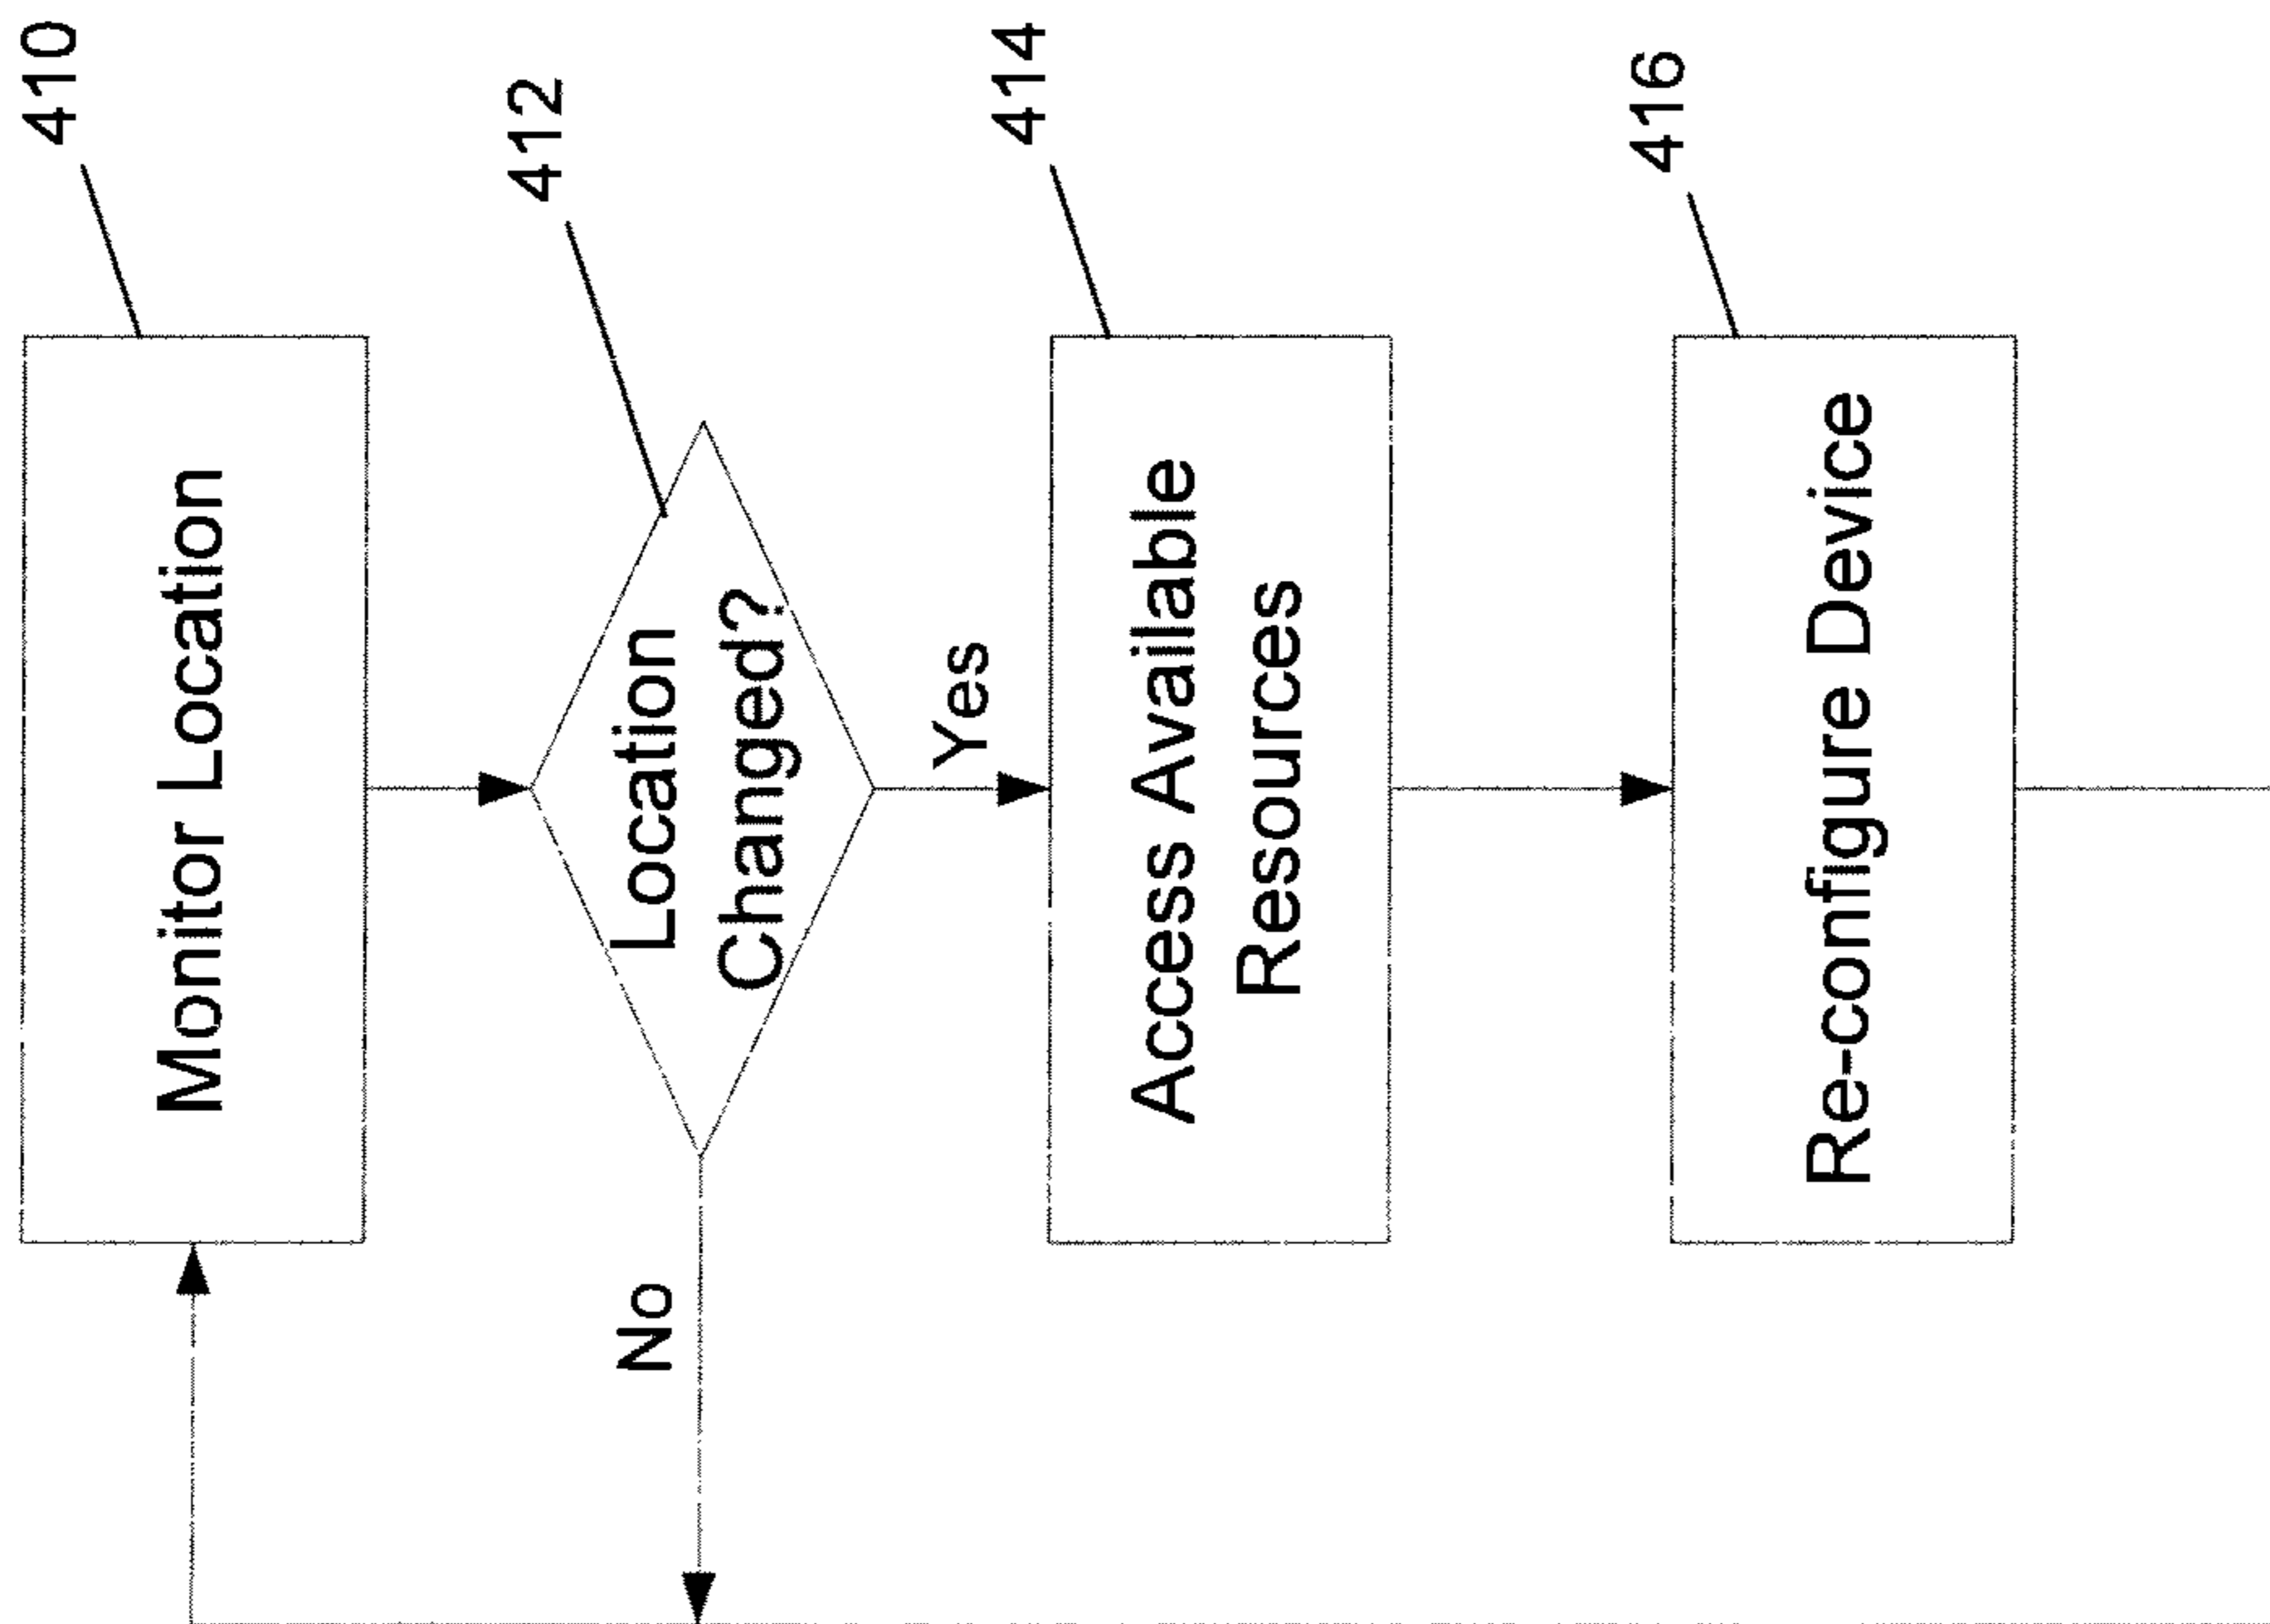 410
Monitor Location
412
Location
Changed?
No
Yes
414
Access Available
Resources
416
Re-configure Device